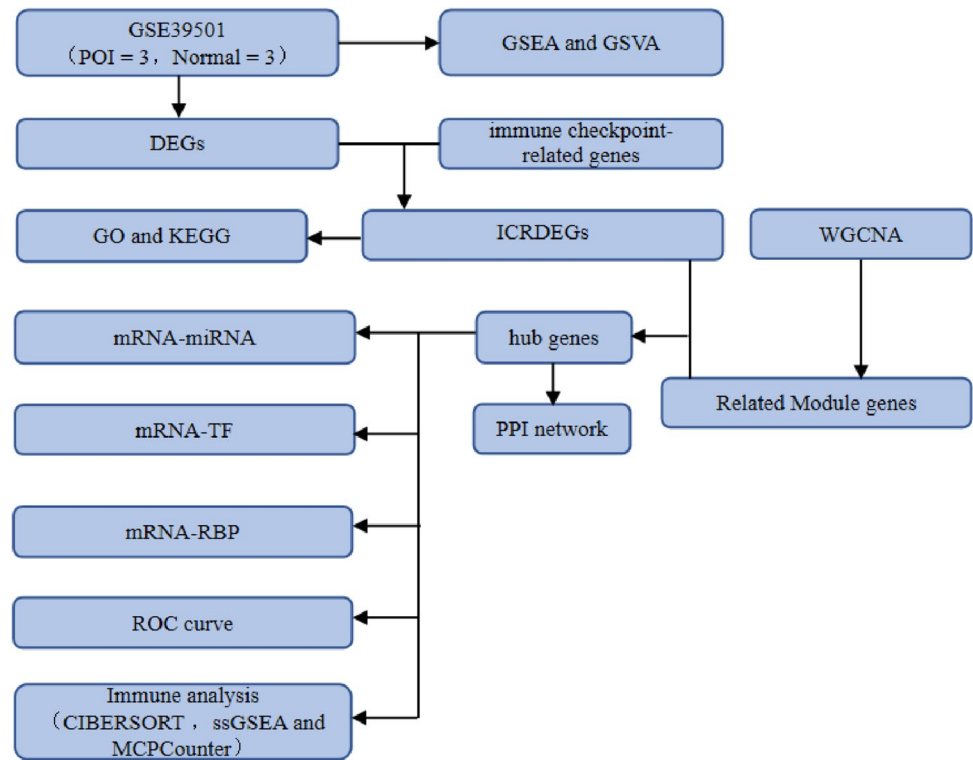 GSE39501
（POI = 3,  Normal = 3）
GSEA and GSVA
DEGs
immune checkpoint-
related genes
GO and KEGG
ICRDEGs
WGCNA
mRNA-miRNA
hub genes
Related Module genes
mRNA-TF
PPI network
mRNA-RBP
ROC curve
Immune analysis
（CIBERSORT ,  ssGSEA and
MCPCounter）